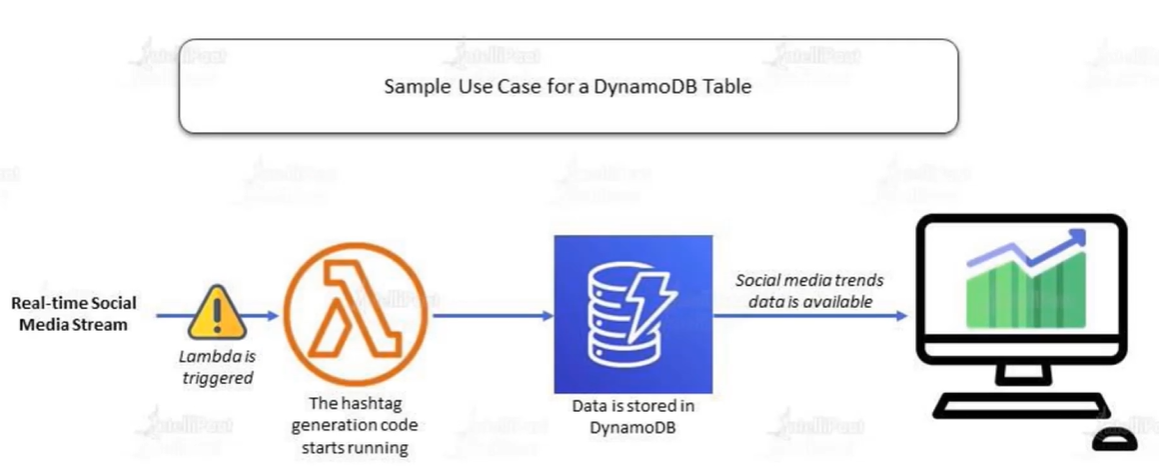 Sample Use Case for a DynamoDB Table
Real-time Social
Media Stream
Lambda is
triggered
The hashtag
generation code
starts running
Data is stored in
DynamoDB
Social media trends
data is available